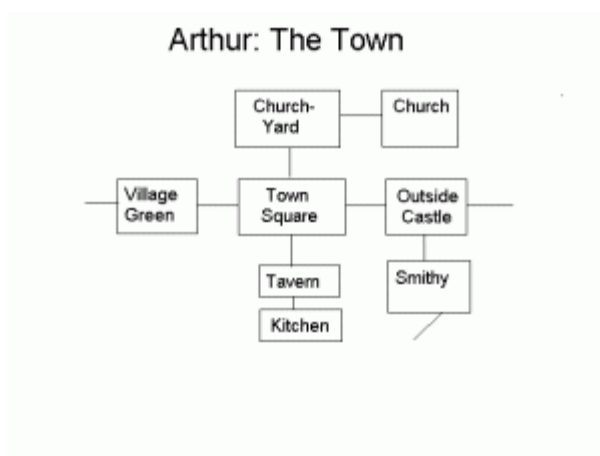 Arthur: The Town
Church-
Yard
Church
Village
Green
Town
Square
Outside
Castle
Tavern
Smithy
Kitchen